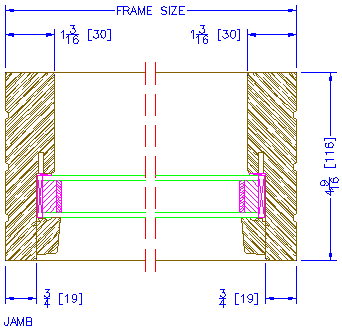 FRAME SIZE
1 3/16 [30]
1 3/16 [30]
4 9/16 [116]
3/4 [19]
3/4 [19]
JAMB